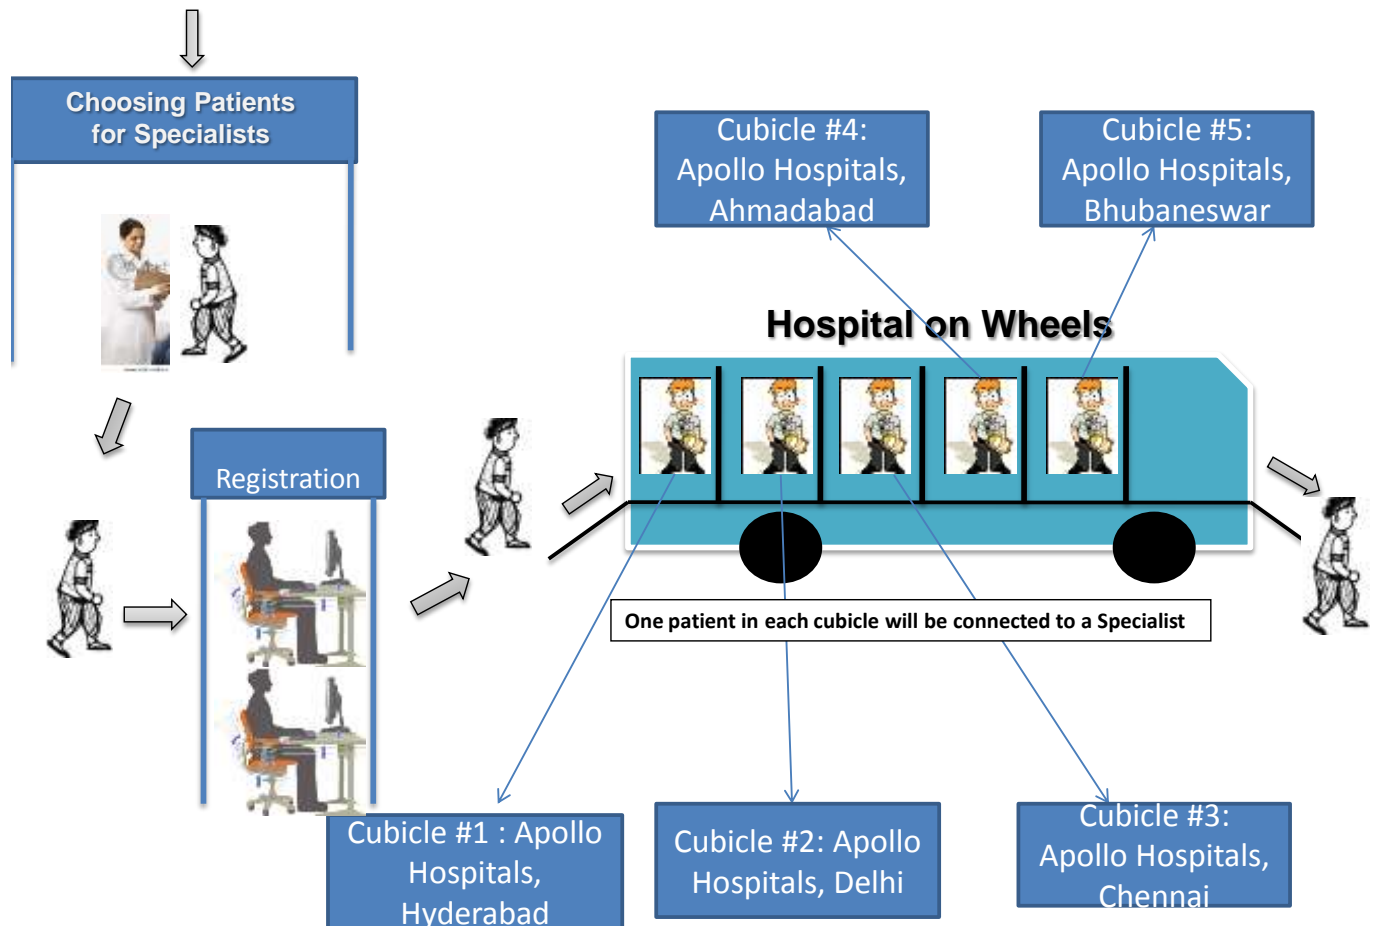 Choosing Patients
for Specialists
Cubicle #4:
Apollo Hospitals,
Ahmadabad
Cubicle #5:
Apollo Hospitals,
Bhubaneswar
Hospital on Wheels
Registration
One patient in each cubicle will be connected to a Specialist
Cubicle #1 : Apollo
Hospitals,
Hyderabad
Cubicle #2: Apollo
Hospitals, Delhi
Cubicle #3:
Apollo Hospitals,
Chennai